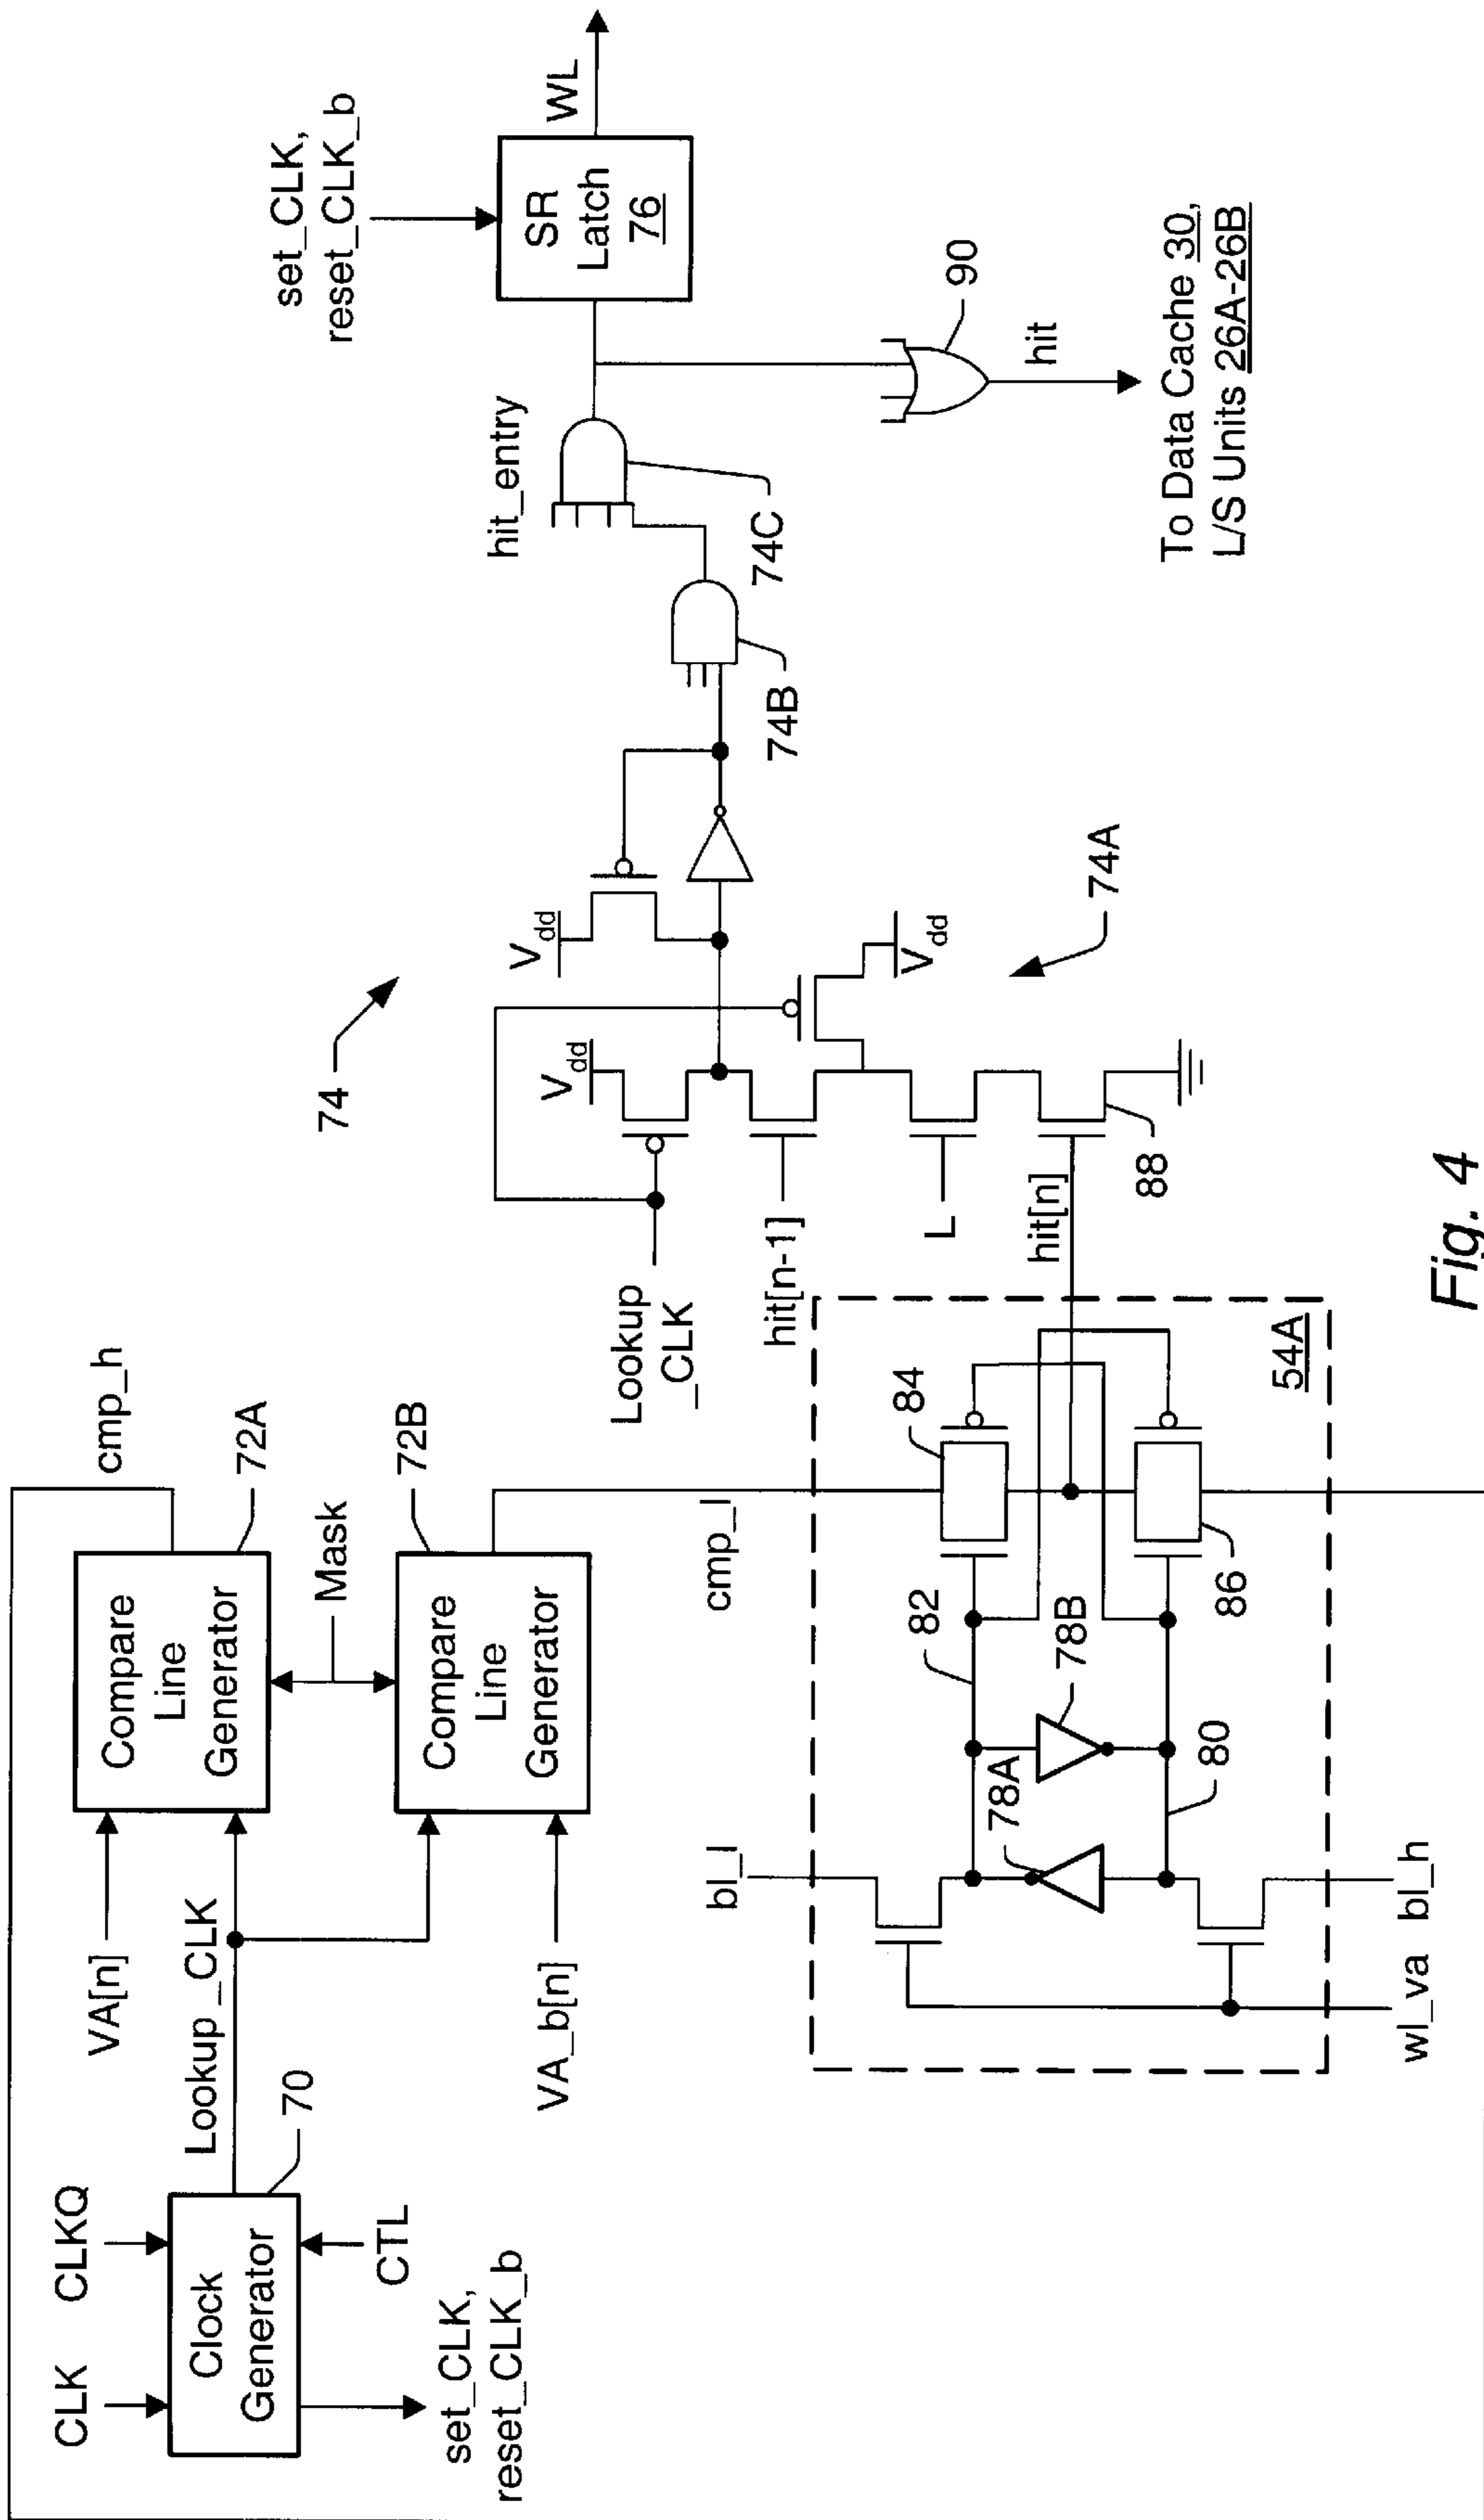 CLK
CLKQ
Clock
Generator
CTL
70
set_CLK,
reset_CLK_b
VA[n]
Lookup_CLK
VA_b[n]
Compare
Line
Generator
cmp_h
72A
Mask
Compare
Line
Generator
72B
cmp_l
bl_l
82
78A
78B
80
84
86
54A
wl_va
bl_h
Lookup
_CLK
hit[n-1]
L
hit[n]
88
74
Vdd
Vdd
Vdd
74A
74B
74C
hit_entry
set_CLK,
reset_CLK_b
SR
Latch
76
WL
90
hit
To Data Cache 30,
L/S Units 26A-26B
Fig. 4